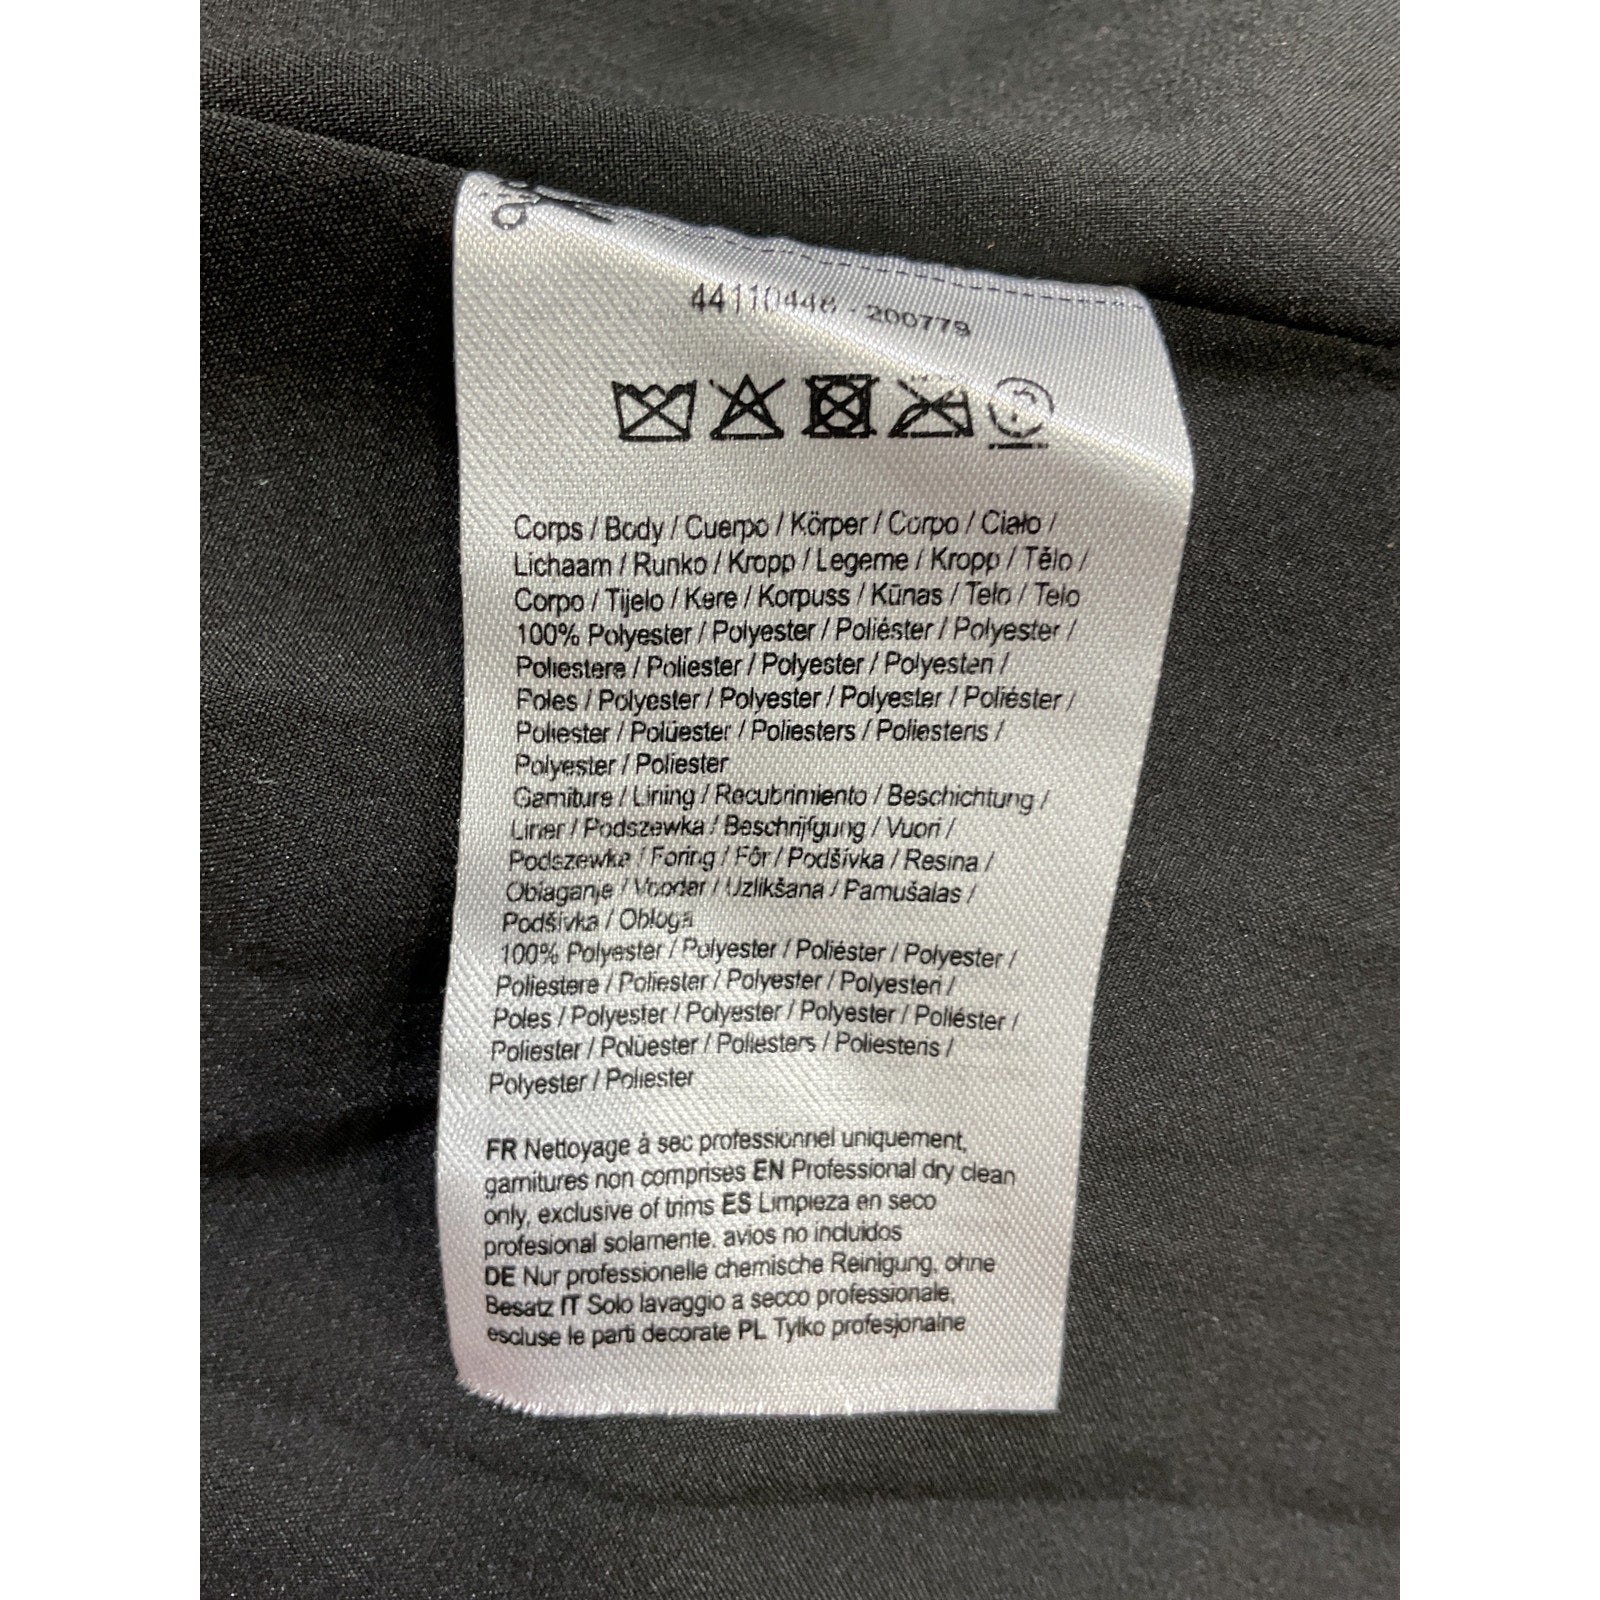 44110446 - 200779
Corps / Body / Cuerpo / Körper / Corpo / Ciało /
Lichaam / Runko / Kropp / Legeme / Kropp / Tělo /
Corpo / Tijelo / Kere / Korpuss / Kūnas / Telo / Telo
100% Polyester / Polyester / Poliéster / Polyester /
Poliestere / Poliester / Polyester / Polyesteri /
Poles / Polyester / Polyester / Polyester / Poliéster /
Poliester / Polüester / Poliesters / Poliesteris /
Polyester / Poliester
Garniture / Lining / Recubrimiento / Beschichtung /
Liner / Podszewka / Beschrijfgung / Vuori /
Podszewka / Foring / Fôr / Podšívka / Resina /
Oblaganje / Vooder / Uzlikšana / Pamušalas /
Podšívka / Obloga
100% Polyester / Polyester / Poliéster / Polyester /
Poliestere / Poliester / Polyester / Polyesteri /
Poles / Polyester / Polyester / Polyester / Poliéster /
Poliester / Polüester / Poliesters / Poliesteris /
Polyester / Poliester
FR Nettoyage à sec professionnel uniquement,
garnitures non comprises EN Professional dry clean
only, exclusive of trims ES Limpieza en seco
profesional solamente, avios no incluidos
DE Nur professionelle chemische Reinigung, ohne
Besatz IT Solo lavaggio a secco professionale,
escluse le parti decorate PL Tylko profesjonalne